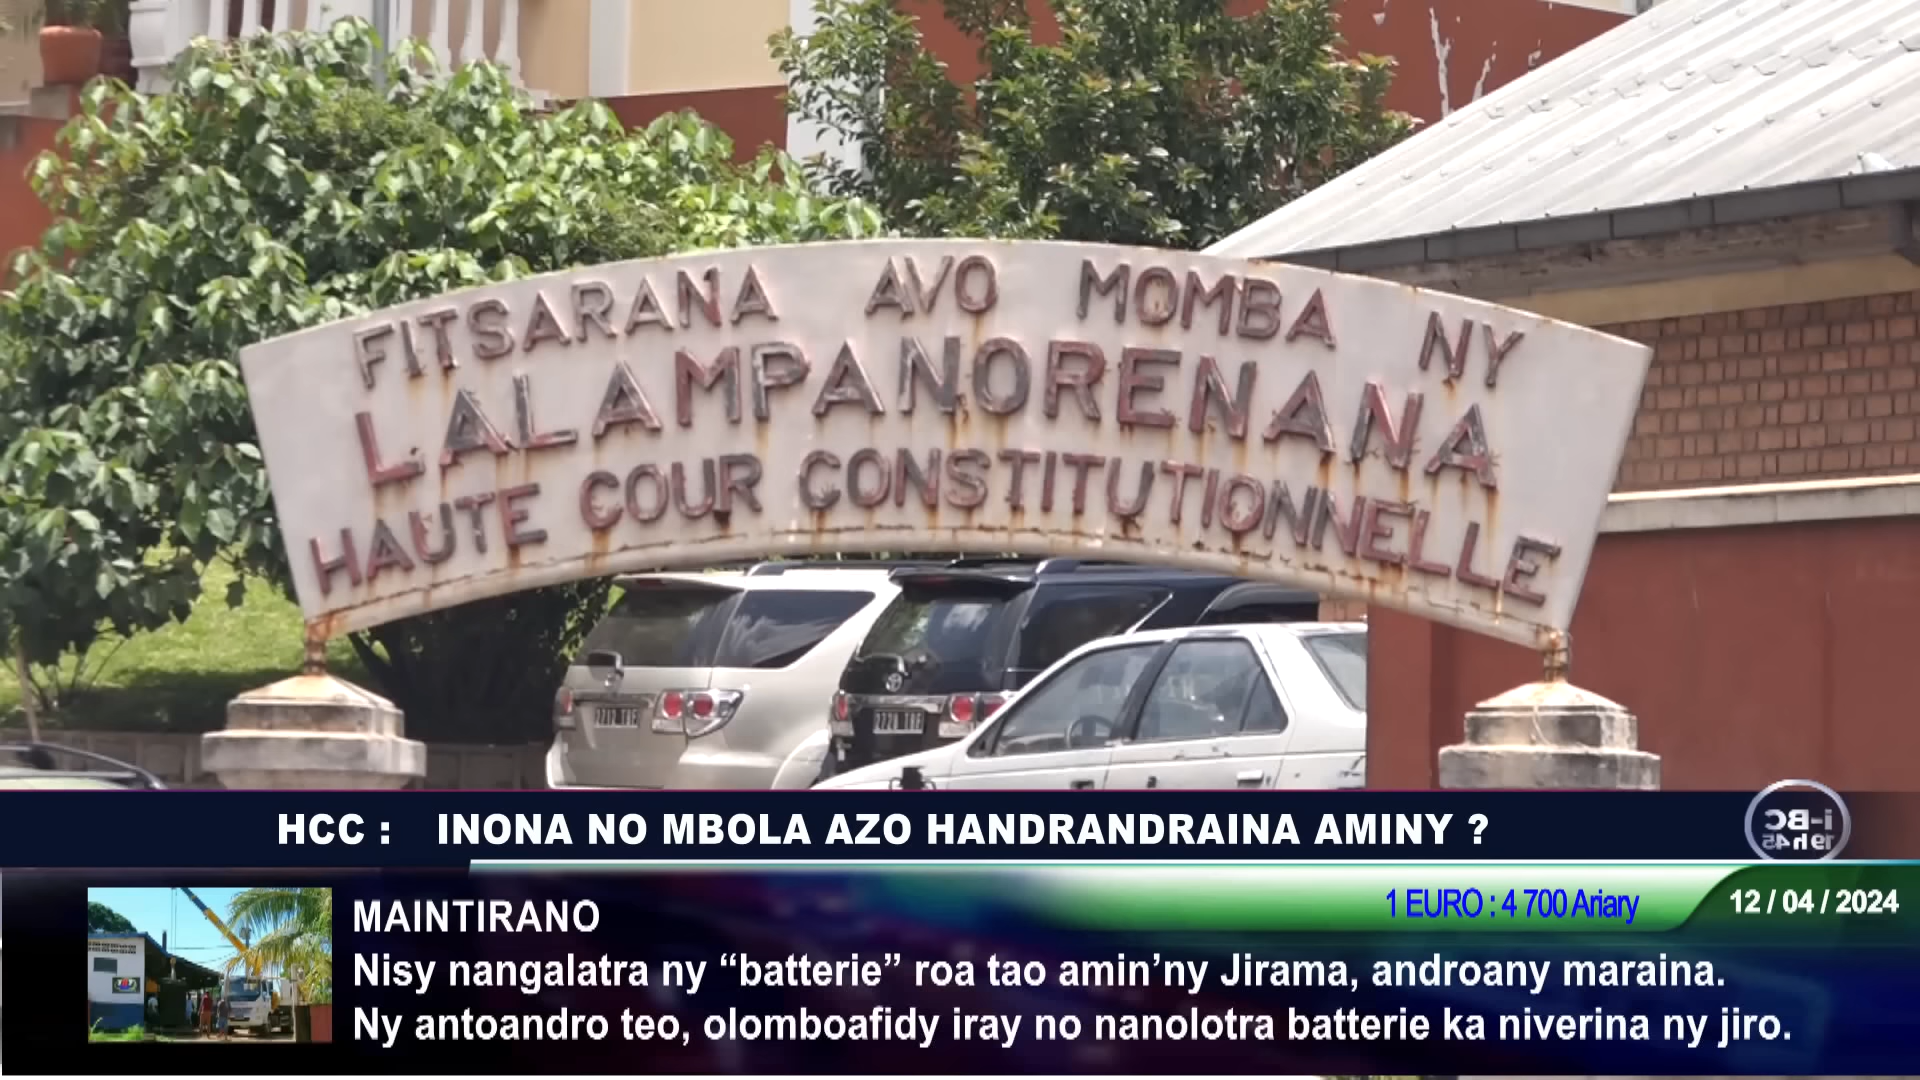 FITSARANA AVO MOMBA NY
LALAMPANORENANA
HAUTE COUR CONSTITUTIONNELLE
HCC : INONA NO MBOLA AZO HANDRANDRAINA AMINY ?
i-BC
19h45
1 EURO : 4 700 Ariary
12 / 04 / 2024
MAINTIRANO
Nisy nangalatra ny “batterie” roa tao amin’ny Jirama, androany maraina.
Ny antoandro teo, olomboafidy iray no nanolotra batterie ka niverina ny jiro.